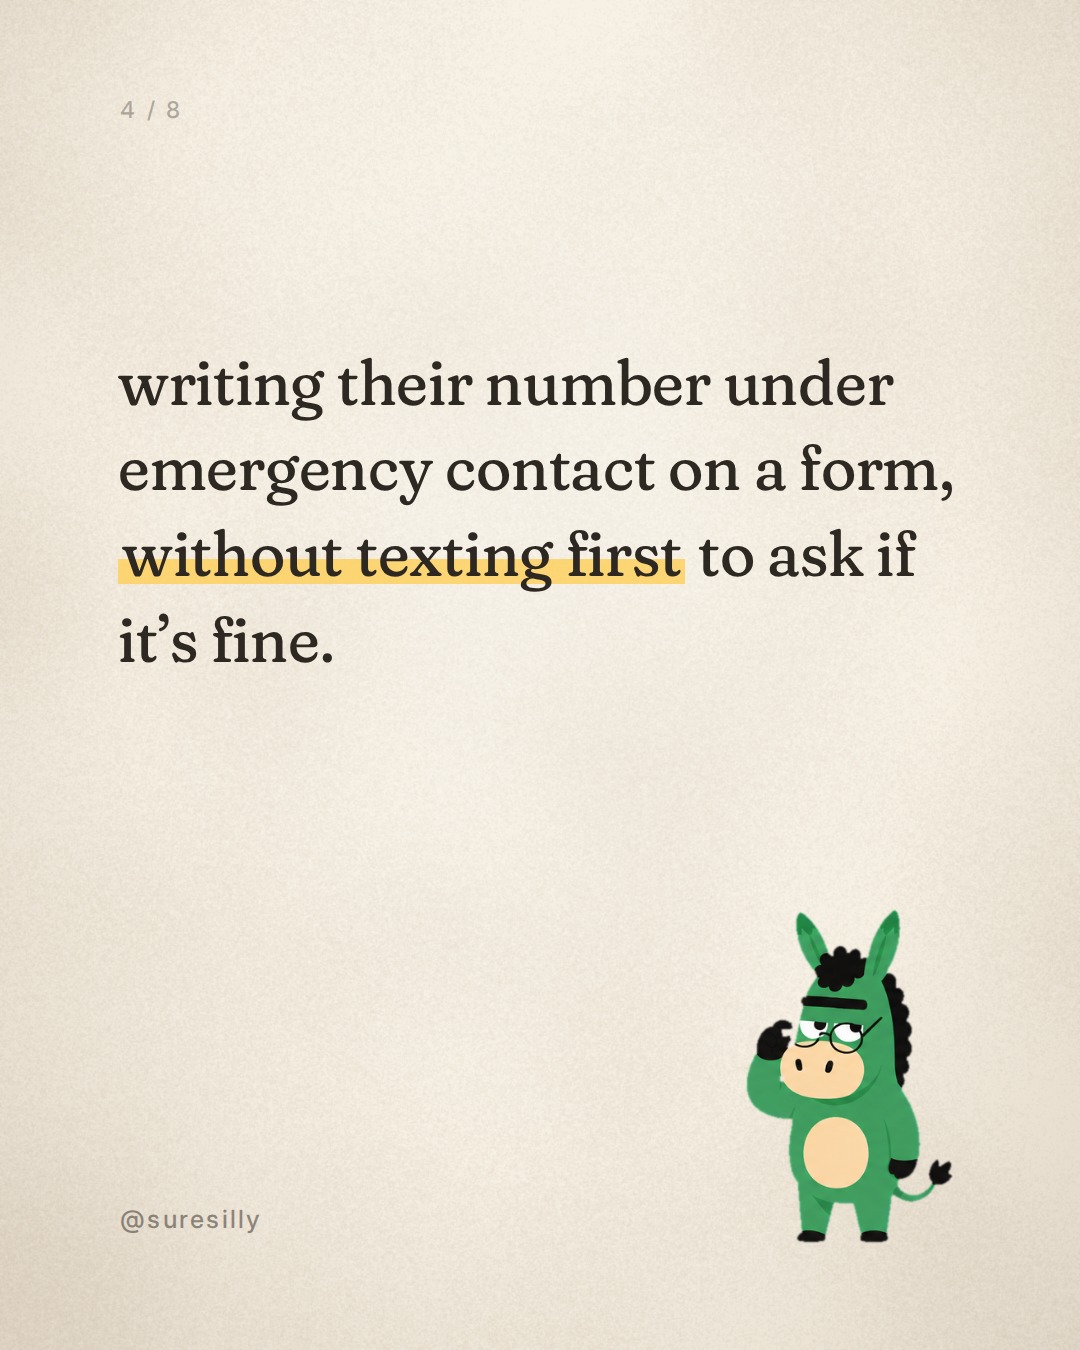 4 / 8
writing their number under
emergency contact on a form,
without texting first to ask if
it’s fine.
@suresilly